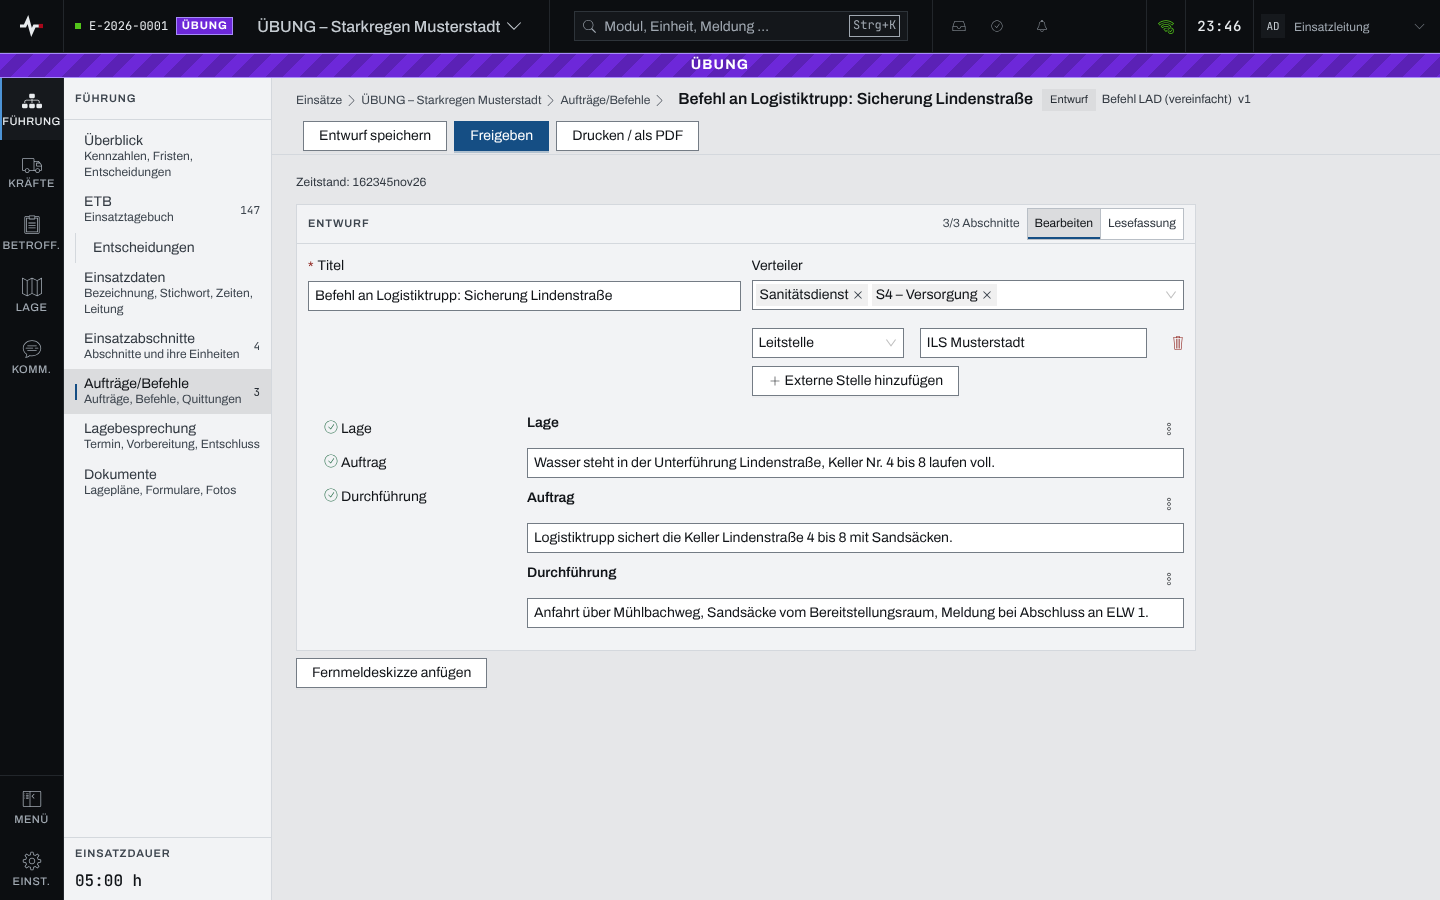 E-2026-0001 ÜBUNG ÜBUNG – Starkregen Musterstadt Modul, Einheit, Meldung ... Strg+K 23:46 AD Einsatzleitung
ÜBUNG
FÜHRUNG
KRÄFTE
BETROFF.
LAGE
KOMM.
MENÜ
EINST.
FÜHRUNG
Überblick
Kennzahlen, Fristen,
Entscheidungen
ETB
Einsatztagebuch
147
Entscheidungen
Einsatzdaten
Bezeichnung, Stichwort, Zeiten,
Leitung
Einsatzabschnitte
Abschnitte und ihre Einheiten
4
Aufträge/Befehle
Aufträge, Befehle, Quittungen
3
Lagebesprechung
Termin, Vorbereitung, Entschluss
Dokumente
Lagepläne, Formulare, Fotos
EINSATZDAUER
05:00 h
Einsätze ÜBUNG – Starkregen Musterstadt Aufträge/Befehle Befehl an Logistiktrupp: Sicherung Lindenstraße Entwurf Befehl LAD (vereinfacht) v1
Entwurf speichern Freigeben Drucken / als PDF
Zeitstand: 162345nov26
ENTWURF 3/3 Abschnitte Bearbeiten Lesefassung
* Titel
Befehl an Logistiktrupp: Sicherung Lindenstraße
Verteiler
Sanitätsdienst S4 – Versorgung
Leitstelle ILS Musterstadt
Externe Stelle hinzufügen
Lage
Auftrag
Durchführung
Lage
Wasser steht in der Unterführung Lindenstraße, Keller Nr. 4 bis 8 laufen voll.
Auftrag
Logistiktrupp sichert die Keller Lindenstraße 4 bis 8 mit Sandsäcken.
Durchführung
Anfahrt über Mühlbachweg, Sandsäcke vom Bereitstellungsraum, Meldung bei Abschluss an ELW 1.
Fernmeldeskizze anfügen